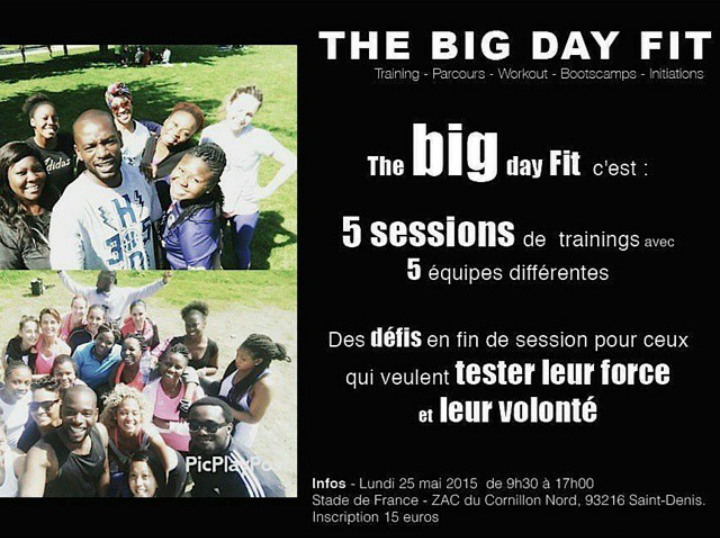 THE BIG DAY FIT
Training - Parcours - Workout - Bootscamps - Initiations
The big day Fit c'est :
5 sessions de trainings avec
5 équipes différentes
Des défis en fin de session pour ceux
qui veulent tester leur force
et leur volonté
Infos - Lundi 25 mai 2015 de 9h30 à 17h00
Stade de France - ZAC du Cornillon Nord, 93216 Saint-Denis.
Inscription 15 euros
adidas
PicPlayPo